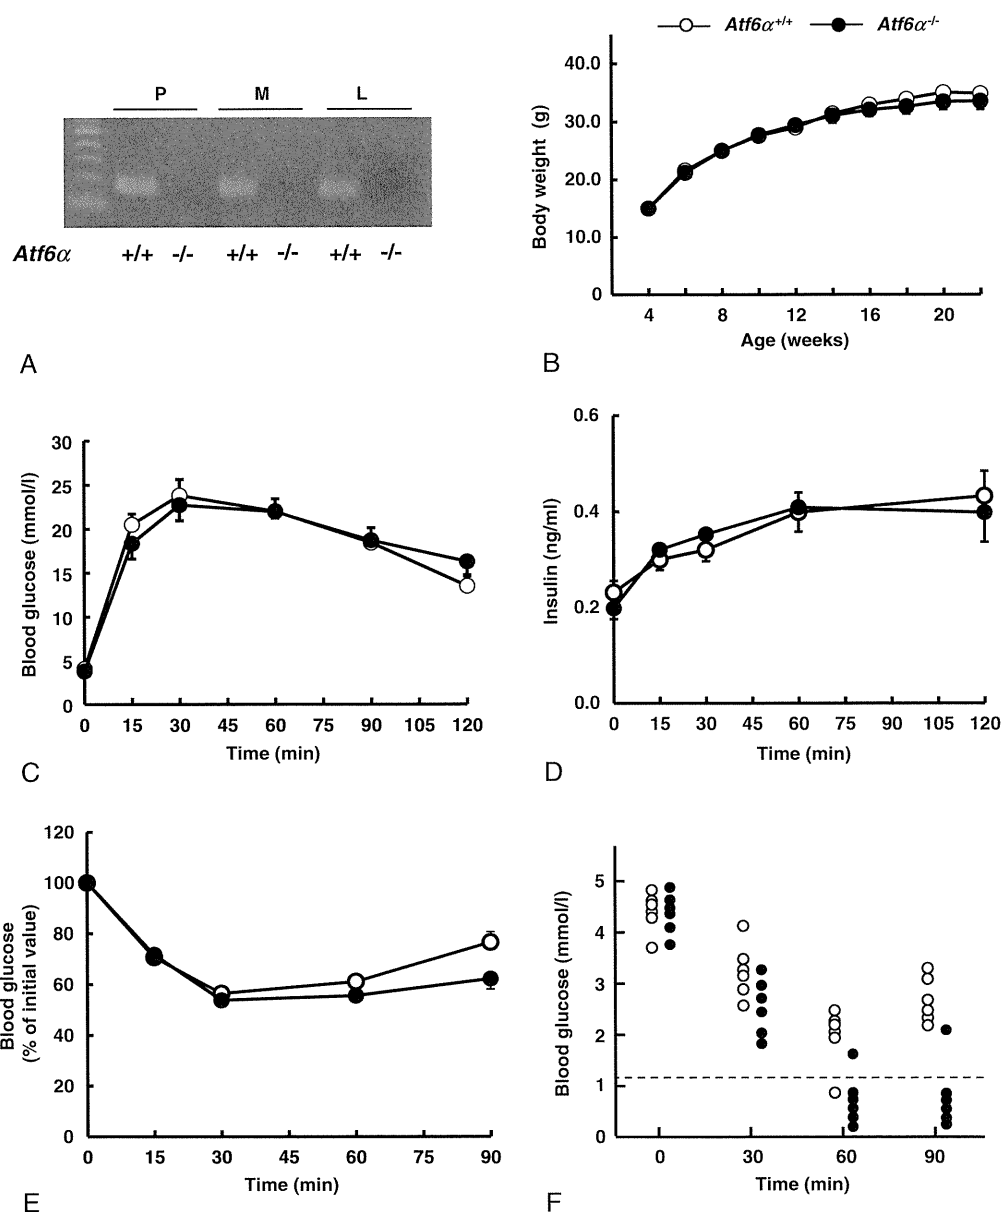 P M L
Atf6α +/+ -/- +/+ -/- +/+ -/-
A
Atf6α+/+ Atf6α-/-
Body weight (g)
40.0
30.0
20.0
10.0
0
4 8 12 16 20
Age (weeks)
B
Blood glucose (mmol/l)
30
25
20
15
10
5
0
0 15 30 45 60 75 90 105 120
Time (min)
C
Insulin (ng/ml)
0.6
0.4
0.2
0.0
0 15 30 45 60 75 90 105 120
Time (min)
D
Blood glucose
(% of initial value)
120
100
80
60
40
20
0
0 15 30 45 60 75 90
Time (min)
E
Blood glucose (mmol/l)
5
4
3
2
1
0
0 30 60 90
Time (min)
F